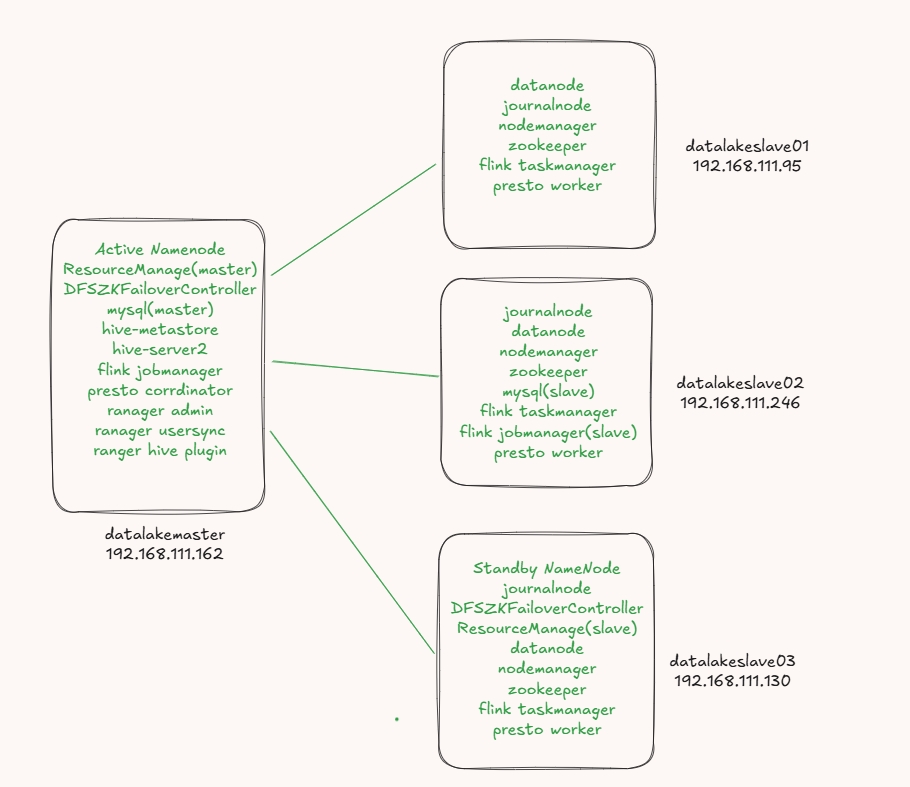 Active Namenode
ResourceManage(master)
DFSZKFailoverController
mysql(master)
hive-metastore
hive-server2
flink jobmanager
presto corrdinator
ranager admin
ranager usersync
ranger hive plugin
datalakemaster
192.168.111.162
datanode
journalnode
nodemanager
zookeeper
flink taskmanager
presto worker
datalakeslave01
192.168.111.95
journalnode
datanode
nodemanager
zookeeper
mysql(slave)
flink taskmanager
flink jobmanager(slave)
presto worker
datalakeslave02
192.168.111.246
Standby NameNode
journalnode
DFSZKFailoverController
ResourceManage(slave)
datanode
nodemanager
zookeeper
flink taskmanager
presto worker
datalakeslave03
192.168.111.130